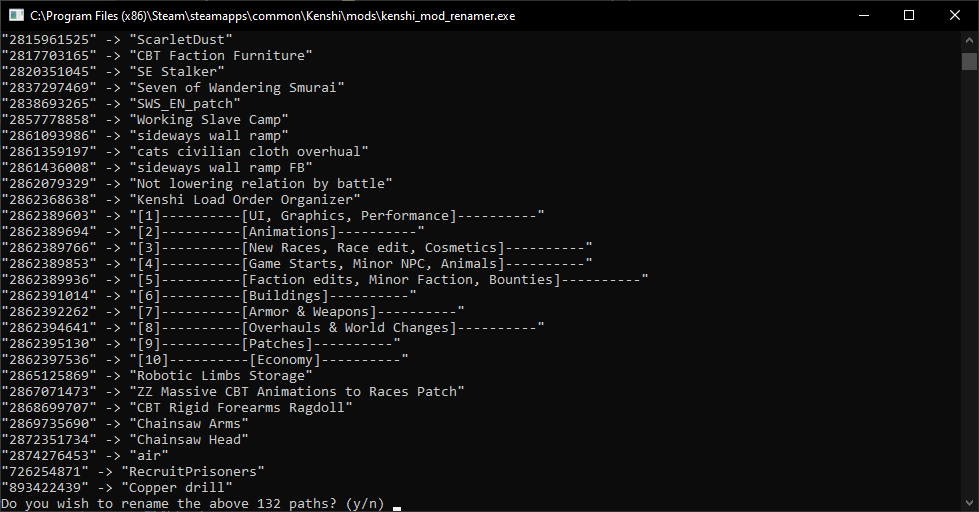 C:\Program Files (x86)\Steam\steamapps\common\Kenshi\mods\kenshi_mod_renamer.exe
"2815961525" -> "ScarletDust"
"2817703165" -> "CBT Faction Furniture"
"2820351045" -> "SE Stalker"
"2837297469" -> "Seven of Wandering Smurai"
"2838693265" -> "SWS_EN_patch"
"2857778858" -> "Working Slave Camp"
"2861093986" -> "sideways wall ramp"
"2861359197" -> "cats civilian cloth overhual"
"2861436008" -> "sideways wall ramp FB"
"2862079329" -> "Not lowering relation by battle"
"2862368638" -> "Kenshi Load Order Organizer"
"2862389603" -> "[1]----------[UI, Graphics, Performance]----------"
"2862389694" -> "[2]----------[Animations]----------"
"2862389766" -> "[3]----------[New Races, Race edit, Cosmetics]----------"
"2862389853" -> "[4]----------[Game Starts, Minor NPC, Animals]----------"
"2862389936" -> "[5]----------[Faction edits, Minor Faction, Bounties]----------"
"2862391014" -> "[6]----------[Buildings]----------"
"2862392262" -> "[7]----------[Armor & Weapons]----------"
"2862394641" -> "[8]----------[Overhauls & World Changes]----------"
"2862395130" -> "[9]----------[Patches]----------"
"2862397536" -> "[10]----------[Economy]----------"
"2865125869" -> "Robotic Limbs Storage"
"2867071473" -> "ZZ Massive CBT Animations to Races Patch"
"2868699707" -> "CBT Rigid Forearms Ragdoll"
"2869735690" -> "Chainsaw Arms"
"2872351734" -> "Chainsaw Head"
"2874276453" -> "air"
"726254871" -> "RecruitPrisoners"
"893422439" -> "Copper drill"
Do you wish to rename the above 132 paths? (y/n)